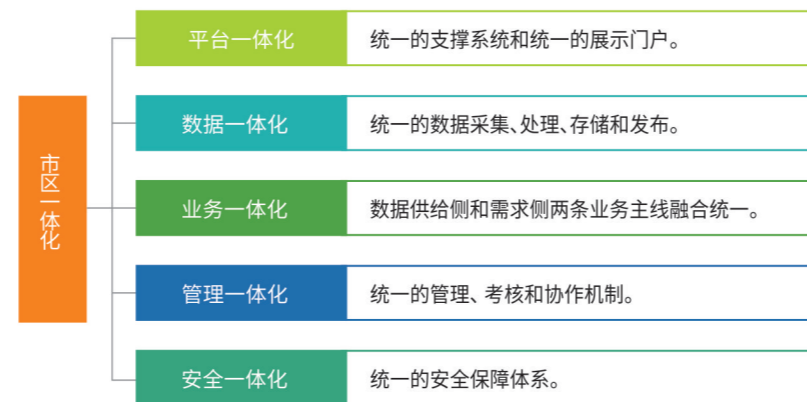 市区一体化
平台一体化
统一的支撑系统和统一的展示门户。
数据一体化
统一的数据采集、处理、存储和发布。
业务一体化
数据供给侧和需求侧两条业务主线融合统一。
管理一体化
统一的管理、考核和协作机制。
安全一体化
统一的安全保障体系。